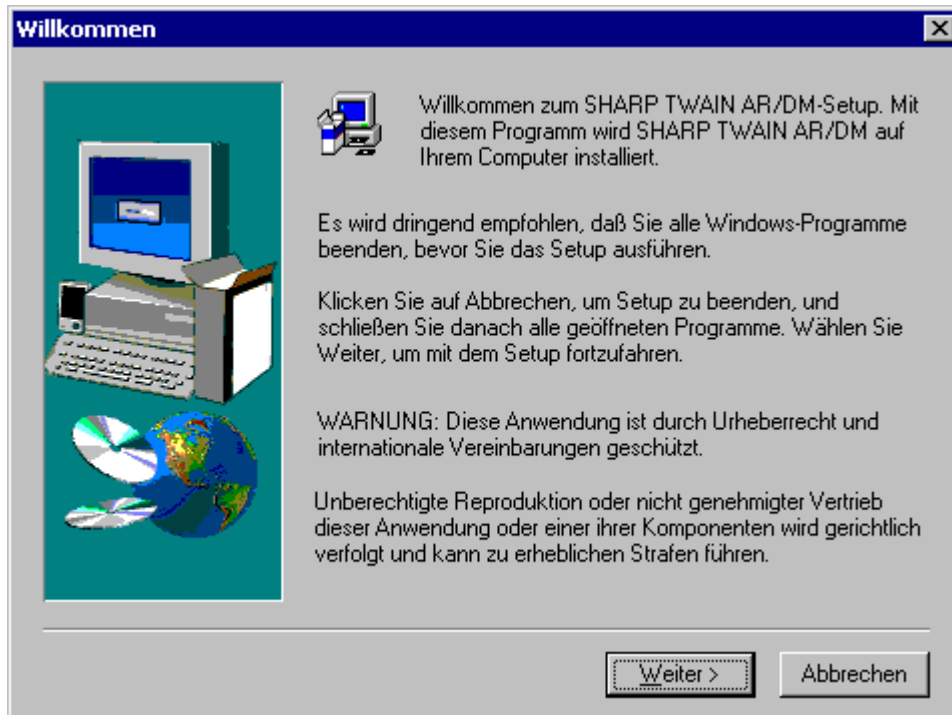 Willkommen
Willkommen zum SHARP TWAIN AR/DM-Setup. Mit
diesem Programm wird SHARP TWAIN AR/DM auf
Ihrem Computer installiert.
Es wird dringend empfohlen, daß Sie alle Windows-Programme
beenden, bevor Sie das Setup ausführen.
Klicken Sie auf Abbrechen, um Setup zu beenden, und
schließen Sie danach alle geöffneten Programme. Wählen Sie
Weiter, um mit dem Setup fortzufahren.
WARNUNG: Diese Anwendung ist durch Urheberrecht und
internationale Vereinbarungen geschützt.
Unberechtigte Reproduktion oder nicht genehmigter Vertrieb
dieser Anwendung oder einer ihrer Komponenten wird gerichtlich
verfolgt und kann zu erheblichen Strafen führen.
Weiter >
Abbrechen